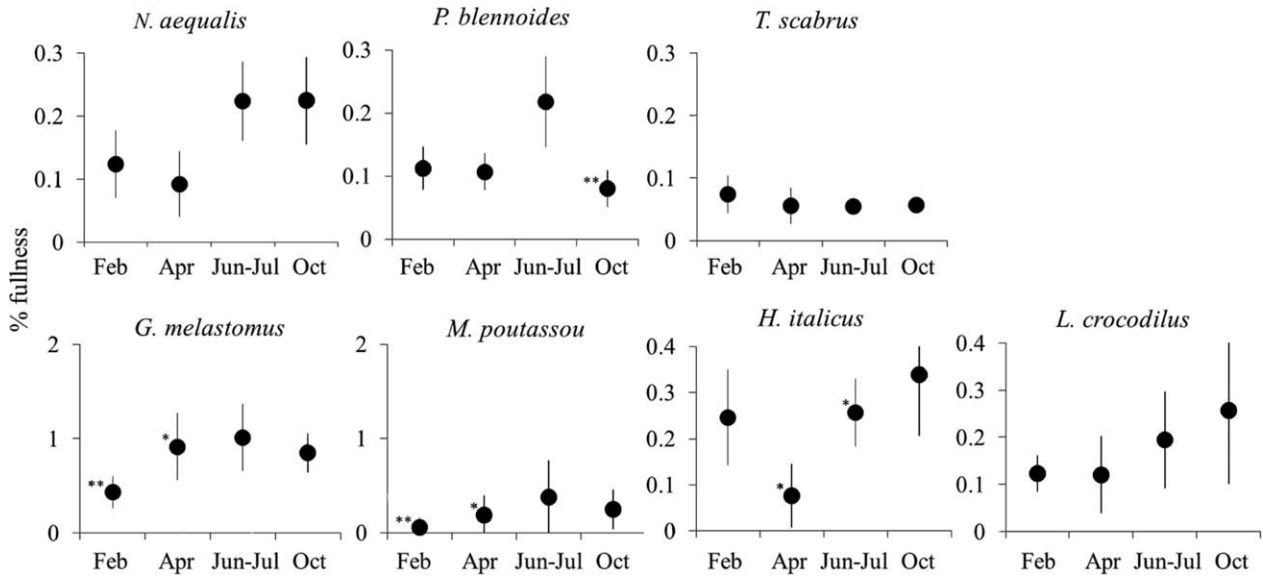 N. aequalis
P. blennoides
T. scabrus
0.3
0.2
0.1
0
Feb Apr Jun-Jul Oct
0.3
0.2
0.1
**
0
Feb Apr Jun-Jul Oct
0.3
0.2
0.1
0
Feb Apr Jun-Jul Oct
% fullness
G. melastomus
M. poutassou
H. italicus
L. crocodilus
2
1
*
**
0
Feb Apr Jun-Jul Oct
2
1
*
**
0
Feb Apr Jun-Jul Oct
0.4
0.3
*
0.2
0.1
*
0
Feb Apr Jun-Jul Oct
0.4
0.3
0.2
0.1
0
Feb Apr Jun-Jul Oct